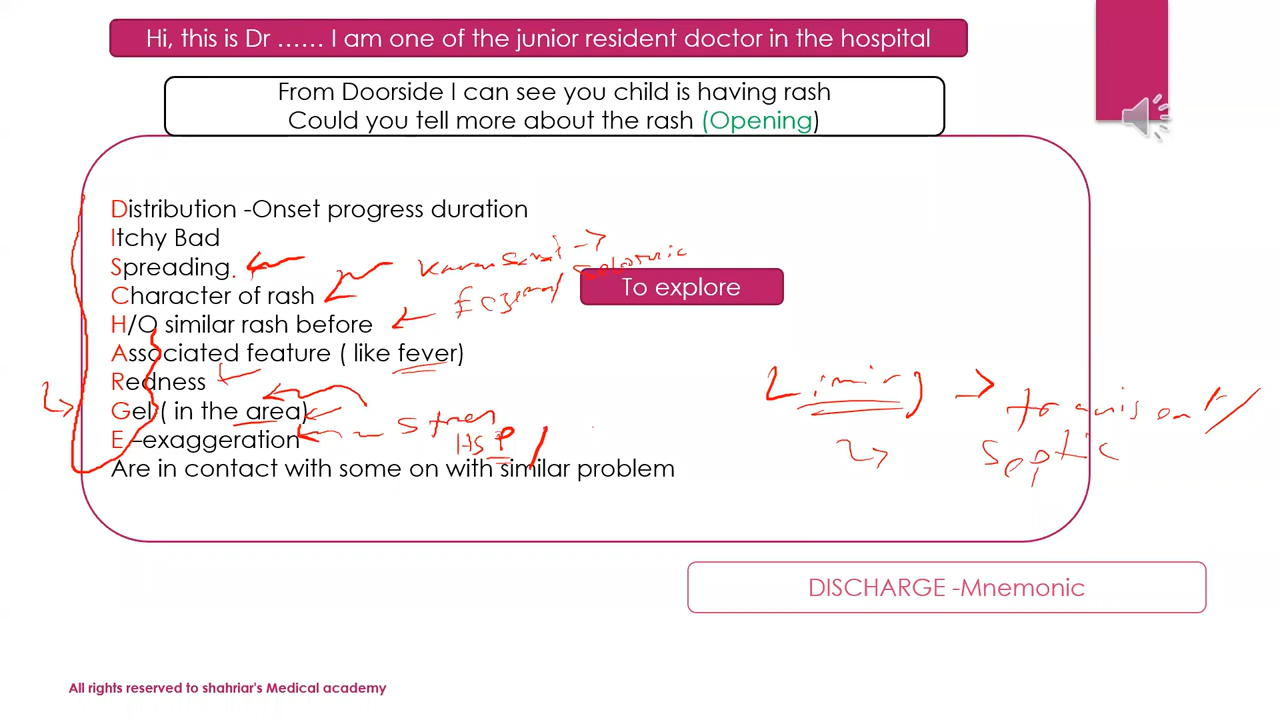 Hi, this is Dr …… I am one of the junior resident doctor in the hospital
From Doorside I can see you child is having rash
Could you tell more about the rash (Opening)
Distribution -Onset progress duration
Itchy Bad
Spreading.
Character of rash
H/O similar rash before
Associated feature ( like fever)
Redness
Gel ( in the area)
E –exaggeration
Are in contact with some on with similar problem
To explore
HSP
Septic
DISCHARGE -Mnemonic
All rights reserved to shahriar's Medical academy